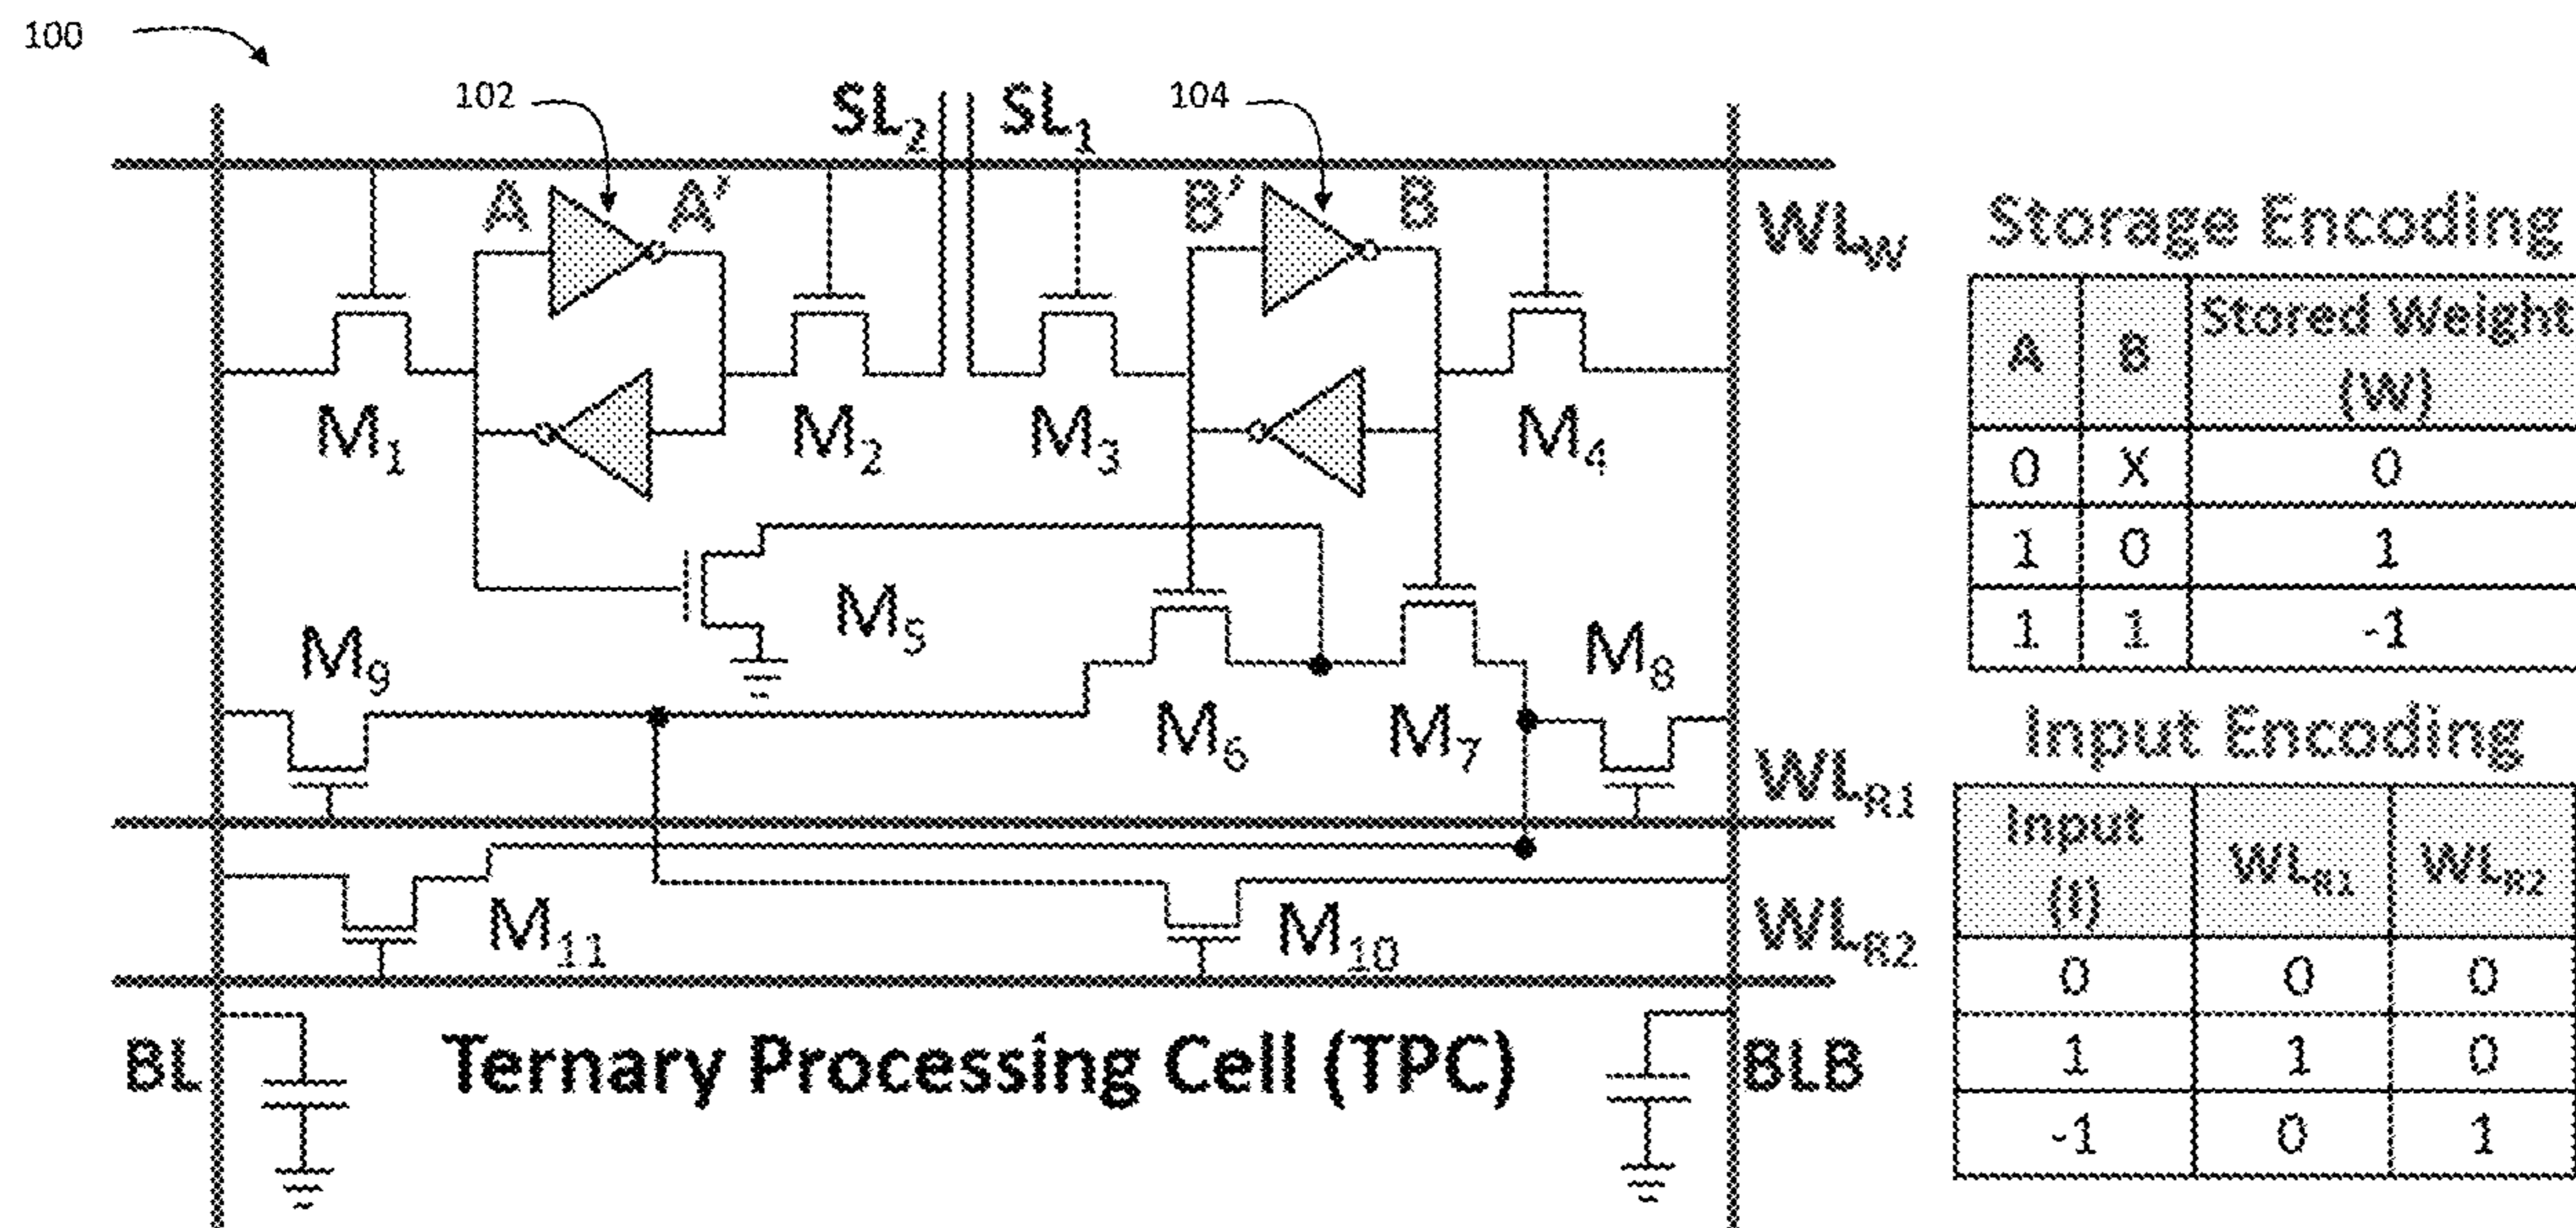 100
102
SL2
SL1
104
A
A'
B'
B
WLW
M1
M2
M3
M4
M5
M9
M6
M7
M8
WLR1
M11
M10
WLR2
BL
Ternary Processing Cell (TPC)
BLB
Storage Encoding
A B Stored Weight
(W)
0 X 0
1 0 1
1 1 -1
Input Encoding
Input
(I) WLR1 WLR2
0 0 0
1 1 0
-1 0 1